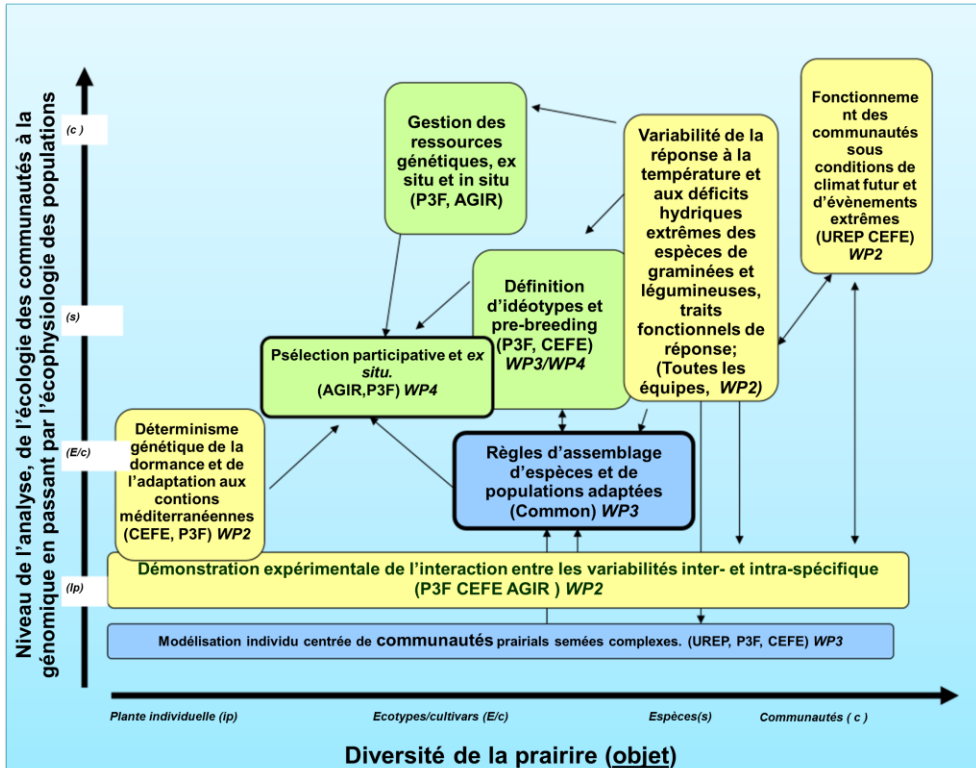 Niveau de l'analyse, de l'écologie des communautés à la
génomique en passant par l'écophysiologie des populations
(c )
(s)
(E/c)
(Ip)
Gestion des
ressources
génétiques, ex
situ et in situ
(P3F, AGIR)
Variabilité de la
réponse à la
température et
aux déficits
hydriques
extrêmes des
espèces de
graminées et
légumineuses,
traits
fonctionnels de
réponse;
(Toutes les
équipes, WP2)
Fonctionneme
nt des
communautés
sous
conditions de
climat futur et
d'évènements
extrêmes
(UREP CEFE)
WP2
Définition
d'idéotypes et
pre-breeding
(P3F, CEFE)
WP3/WP4
Psélection participative et ex
situ.
(AGIR,P3F) WP4
Déterminisme
génétique de la
dormance et de
l'adaptation aux
contions
méditerranéennes
(CEFE, P3F) WP2
Règles d'assemblage
d'espèces et de
populations adaptées
(Common) WP3
Démonstration expérimentale de l'interaction entre les variabilités inter- et intra-spécifique
(P3F CEFE AGIR ) WP2
Modélisation individu centrée de communautés prairials semées complexes. (UREP, P3F, CEFE) WP3
Plante individuelle (ip)
Ecotypes/cultivars (E/c)
Espèces(s)
Communautés ( c )
Diversité de la prairire (objet)